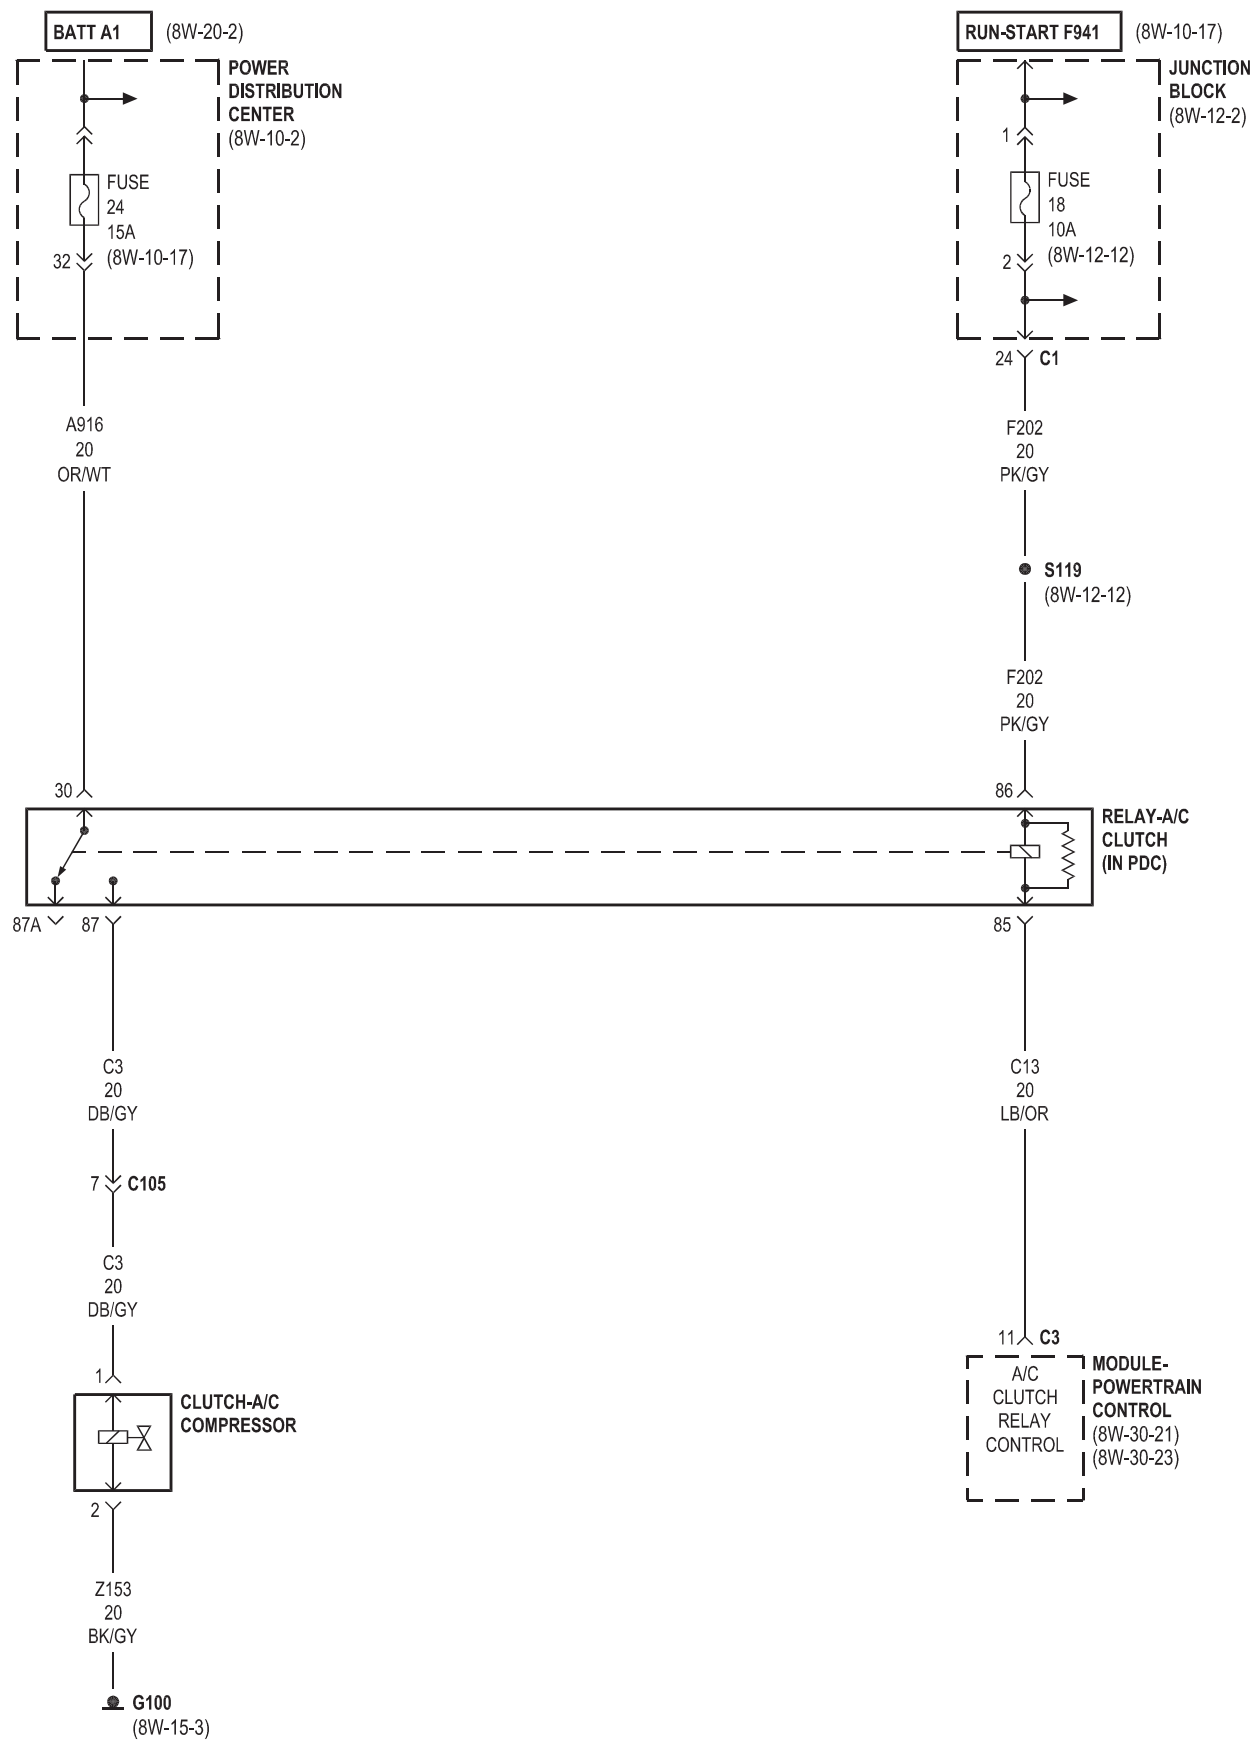 BATT A1 (8W-20-2)
POWER
DISTRIBUTION
CENTER
(8W-10-2)
FUSE
24
15A
(8W-10-17)
32
RUN-START F941 (8W-10-17)
JUNCTION
BLOCK
(8W-12-2)
1
FUSE
18
10A
(8W-12-12)
2
24 C1
A916
20
OR/WT
F202
20
PK/GY
S119
(8W-12-12)
F202
20
PK/GY
30
86
RELAY-A/C
CLUTCH
(IN PDC)
87A 87
85
C3
20
DB/GY
7 C105
C3
20
DB/GY
1
CLUTCH-A/C
COMPRESSOR
2
Z153
20
BK/GY
G100
(8W-15-3)
C13
20
LB/OR
11 C3
A/C
CLUTCH
RELAY
CONTROL
MODULE-
POWERTRAIN
CONTROL
(8W-30-21)
(8W-30-23)